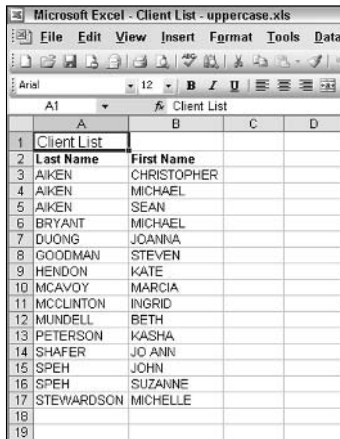 Microsoft Excel - Client List - uppercase.xls
File Edit View Insert Format Tools Data
Arial 12 B I U
A1 fx Client List
A B C D
1 Client List
2 Last Name First Name
3 AIKEN CHRISTOPHER
4 AIKEN MICHAEL
5 AIKEN SEAN
6 BRYANT MICHAEL
7 DUONG JOANNA
8 GOODMAN STEVEN
9 HENDON KATE
10 MCAVOY MARCIA
11 MCCLINTON INGRID
12 MUNDELL BETH
13 PETERSON KASHA
14 SHAFER JO ANN
15 SPEH JOHN
16 SPEH SUZANNE
17 STEWARDSON MICHELLE
18
19